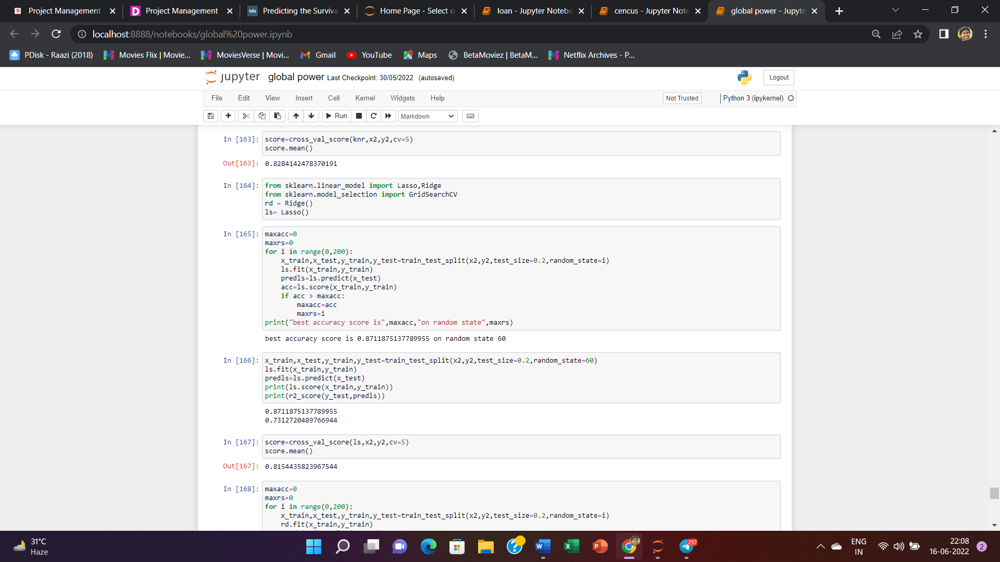 Project Management
Project Management
tds Predicting the Surviva
Home Page - Select o
loan - Jupyter Notebo
cencus - Jupyter Note
global power - Jupyte
localhost:8888/notebooks/global%20power.ipynb
PDisk - Raazi (2018)
Movies Flix | Movie...
MoviesVerse | Movi...
Gmail
YouTube
Maps
BetaMoviez | BetaM...
Netflix Archives - P...
jupyter global power Last Checkpoint: 30/05/2022 (autosaved)
Logout
File Edit View Insert Cell Kernel Widgets Help
Not Trusted
Python 3 (ipykernel)
Run
Markdown
In [163]: score=cross_val_score(knr,x2,y2,cv=5)
score.mean()
Out[163]: 0.8284142478370191
In [164]: from sklearn.linear_model import Lasso,Ridge
from sklearn.model_selection import GridSearchCV
rd = Ridge()
ls= Lasso()
In [165]: maxacc=0
maxrs=0
for i in range(0,200):
    x_train,x_test,y_train,y_test=train_test_split(x2,y2,test_size=0.2,random_state=i)
    ls.fit(x_train,y_train)
    predls=ls.predict(x_test)
    acc=ls.score(x_train,y_train)
    if acc > maxacc:
        maxacc=acc
        maxrs=i
print("best accuracy score is",maxacc,"on random state",maxrs)
best accuracy score is 0.8711875137789955 on random state 60
In [166]: x_train,x_test,y_train,y_test=train_test_split(x2,y2,test_size=0.2,random_state=60)
ls.fit(x_train,y_train)
predls=ls.predict(x_test)
print(ls.score(x_train,y_train))
print(r2_score(y_test,predls))
0.8711875137789955
0.7312720489766944
In [167]: score=cross_val_score(ls,x2,y2,cv=5)
score.mean()
Out[167]: 0.8154435823967544
In [168]: maxacc=0
maxrs=0
for i in range(0,200):
    x_train,x_test,y_train,y_test=train_test_split(x2,y2,test_size=0.2,random_state=i)
    rd.fit(x_train,y_train)
31°C
Haze
297
ENG
IN
22:08
16-06-2022
2